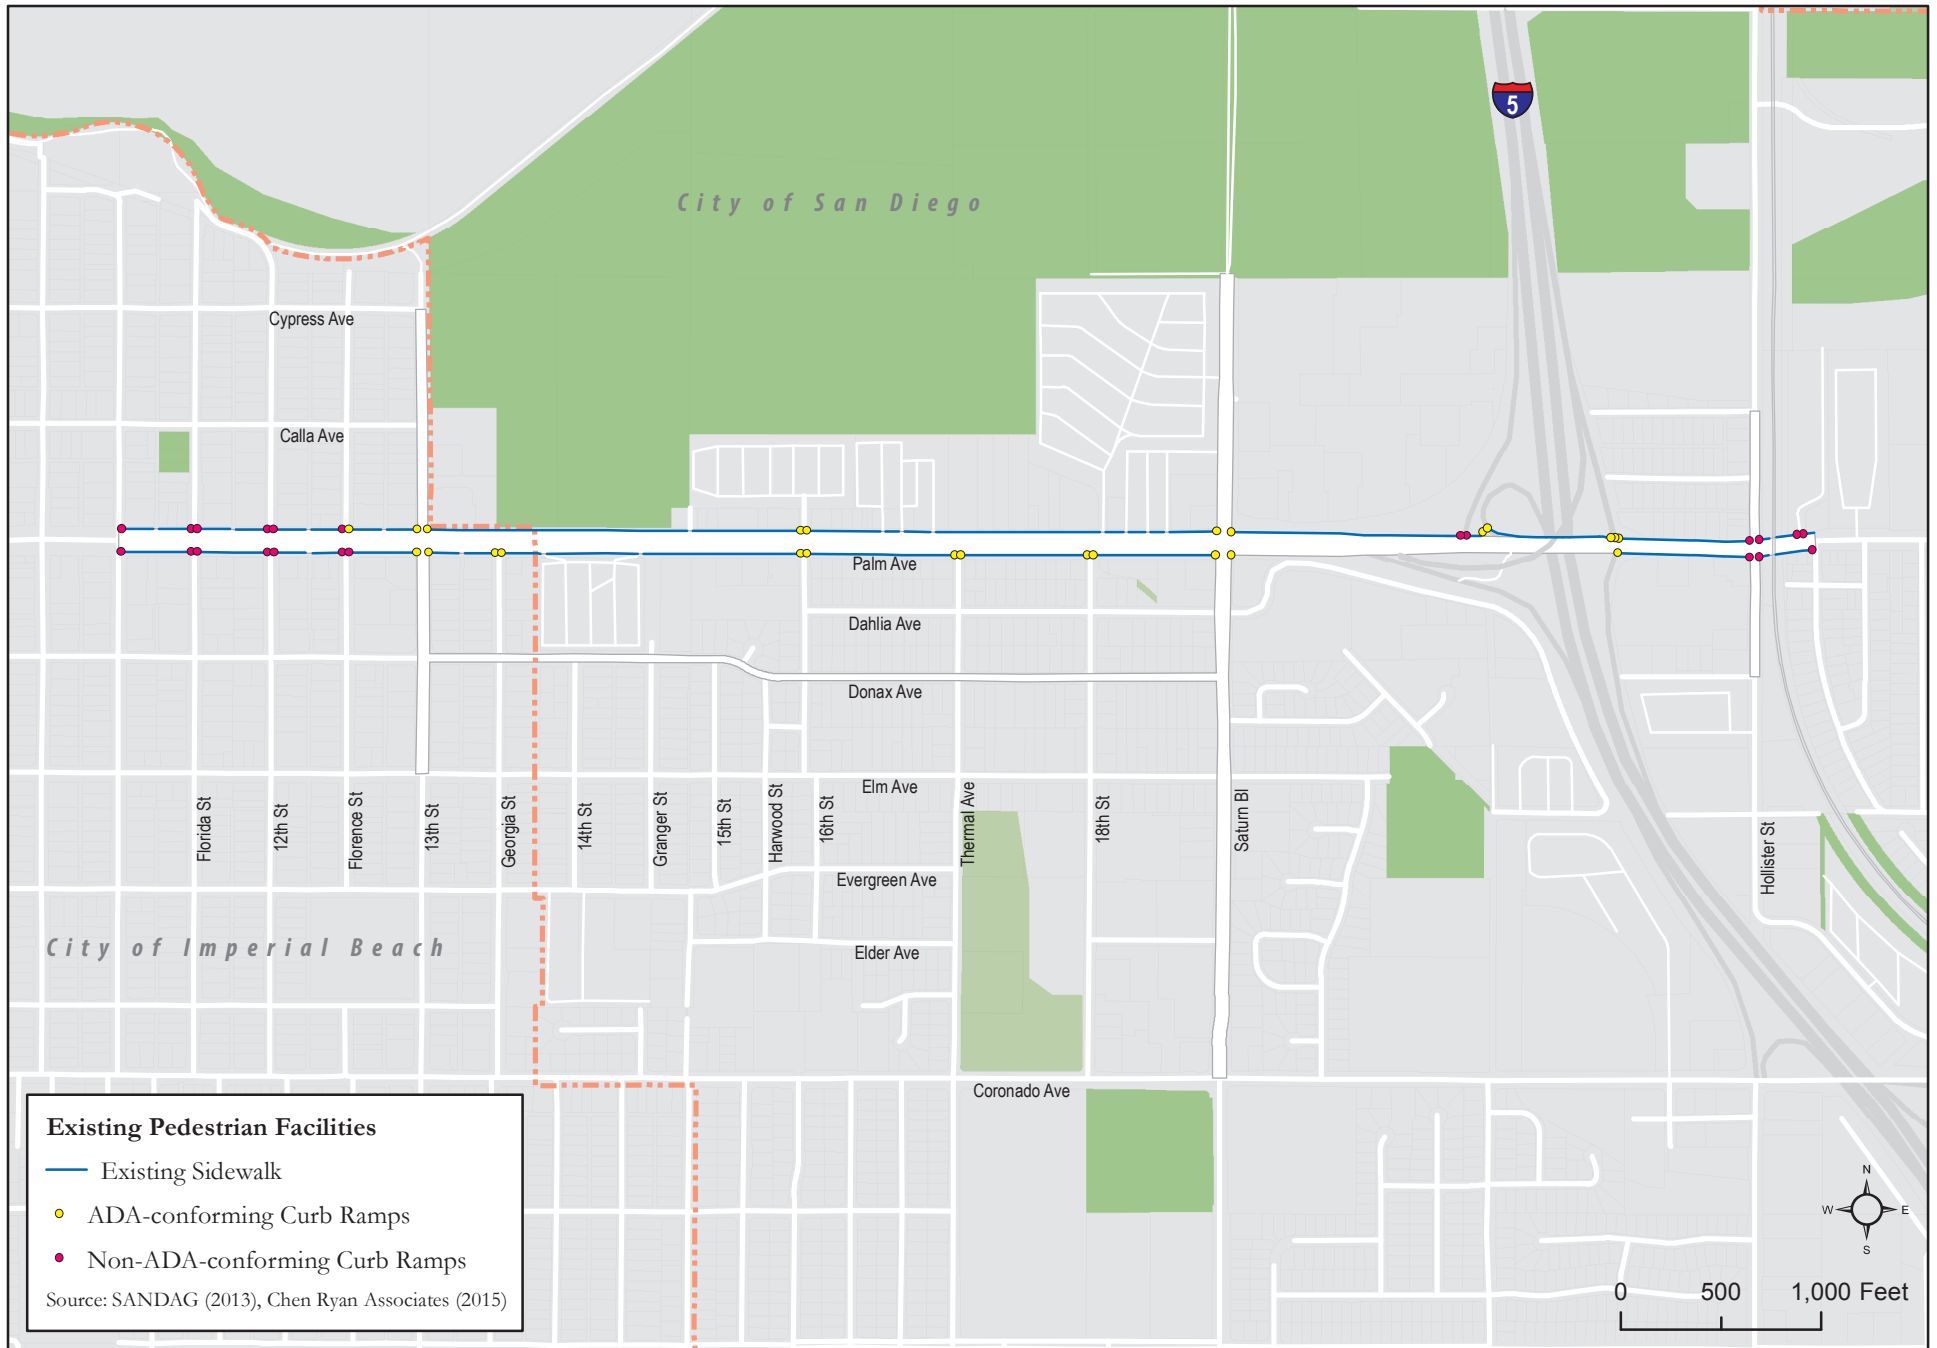 5
City of San Diego
Cypress Ave
Calla Ave
Palm Ave
Dahlia Ave
Donax Ave
Elm Ave
Florida St
12th St
Florence St
13th St
Georgia St
14th St
Granger St
15th St
Harwood St
16th St
Thermal Ave
18th St
Saturn Bl
Hollister St
Evergreen Ave
City of Imperial Beach
Elder Ave
Coronado Ave
Existing Pedestrian Facilities
Existing Sidewalk
ADA-conforming Curb Ramps
Non-ADA-conforming Curb Ramps
Source: SANDAG (2013), Chen Ryan Associates (2015)
N
W E
S
0 500 1,000 Feet